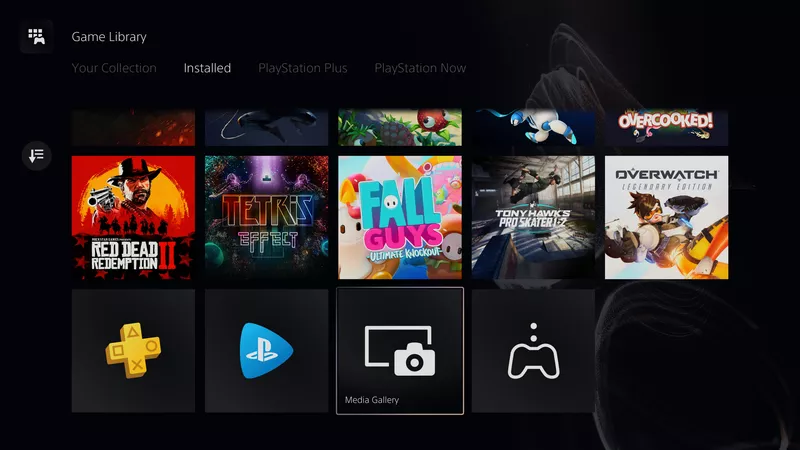 Game Library
Your Collection
Installed
PlayStation Plus
PlayStation Now
OVERCOOKED!
RED DEAD
REDEMPTION II
TETRIS
EFFECT
FALL
GUYS
ULTIMATE KNOCKOUT
TONY HAWK'S
PRO SKATER 1+2
OVERWATCH
LEGENDARY EDITION
Media Gallery